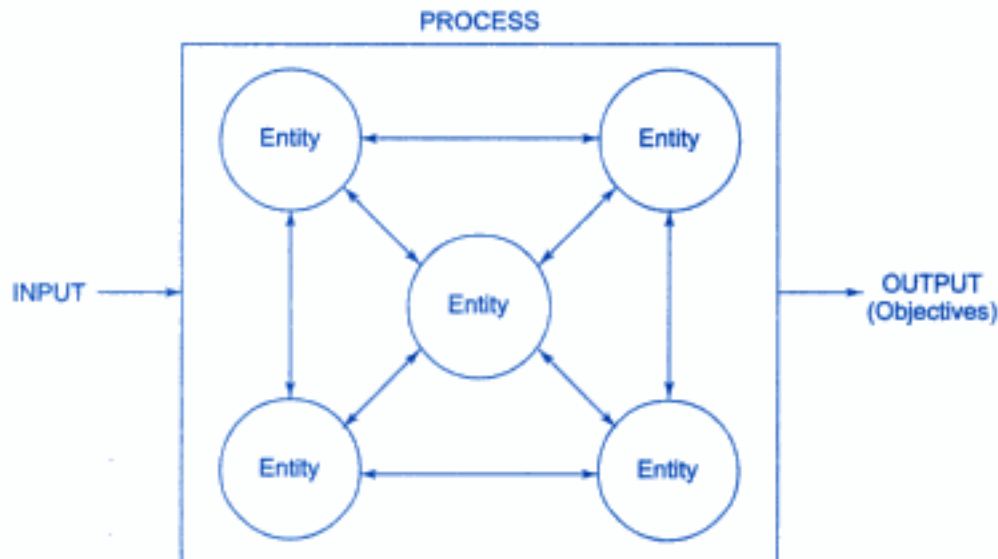 PROCESS
Entity
Entity
INPUT
Entity
OUTPUT
(Objectives)
Entity
Entity